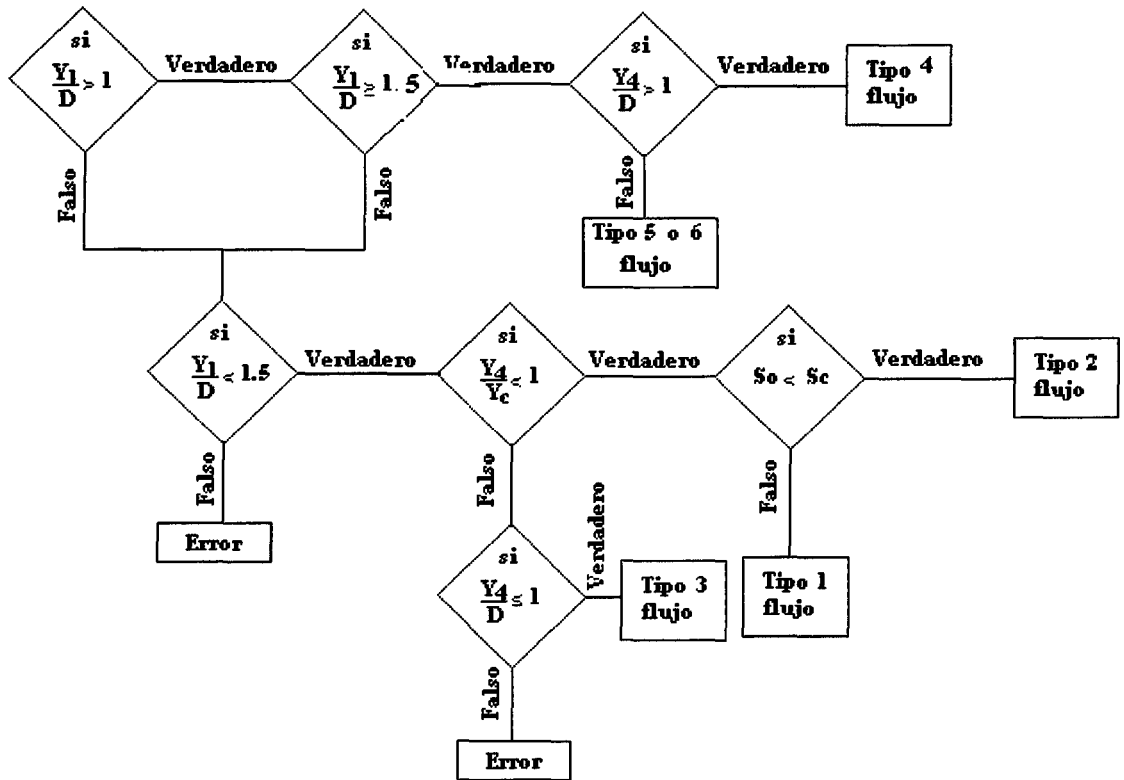 si
Y1/D > 1
Verdadero
si
Y1/D ≥ 1.5
Verdadero
si
Y4/D > 1
Verdadero
Tipo 4
flujo
Falso
Falso
Falso
Tipo 5 o 6
flujo
si
Y1/D < 1.5
Verdadero
si
Y4/Yc < 1
Verdadero
si
So < Sc
Verdadero
Tipo 2
flujo
Falso
Falso
Falso
Error
si
Y4/D ≤ 1
Verdadero
Tipo 3
flujo
Tipo 1
flujo
Falso
Error